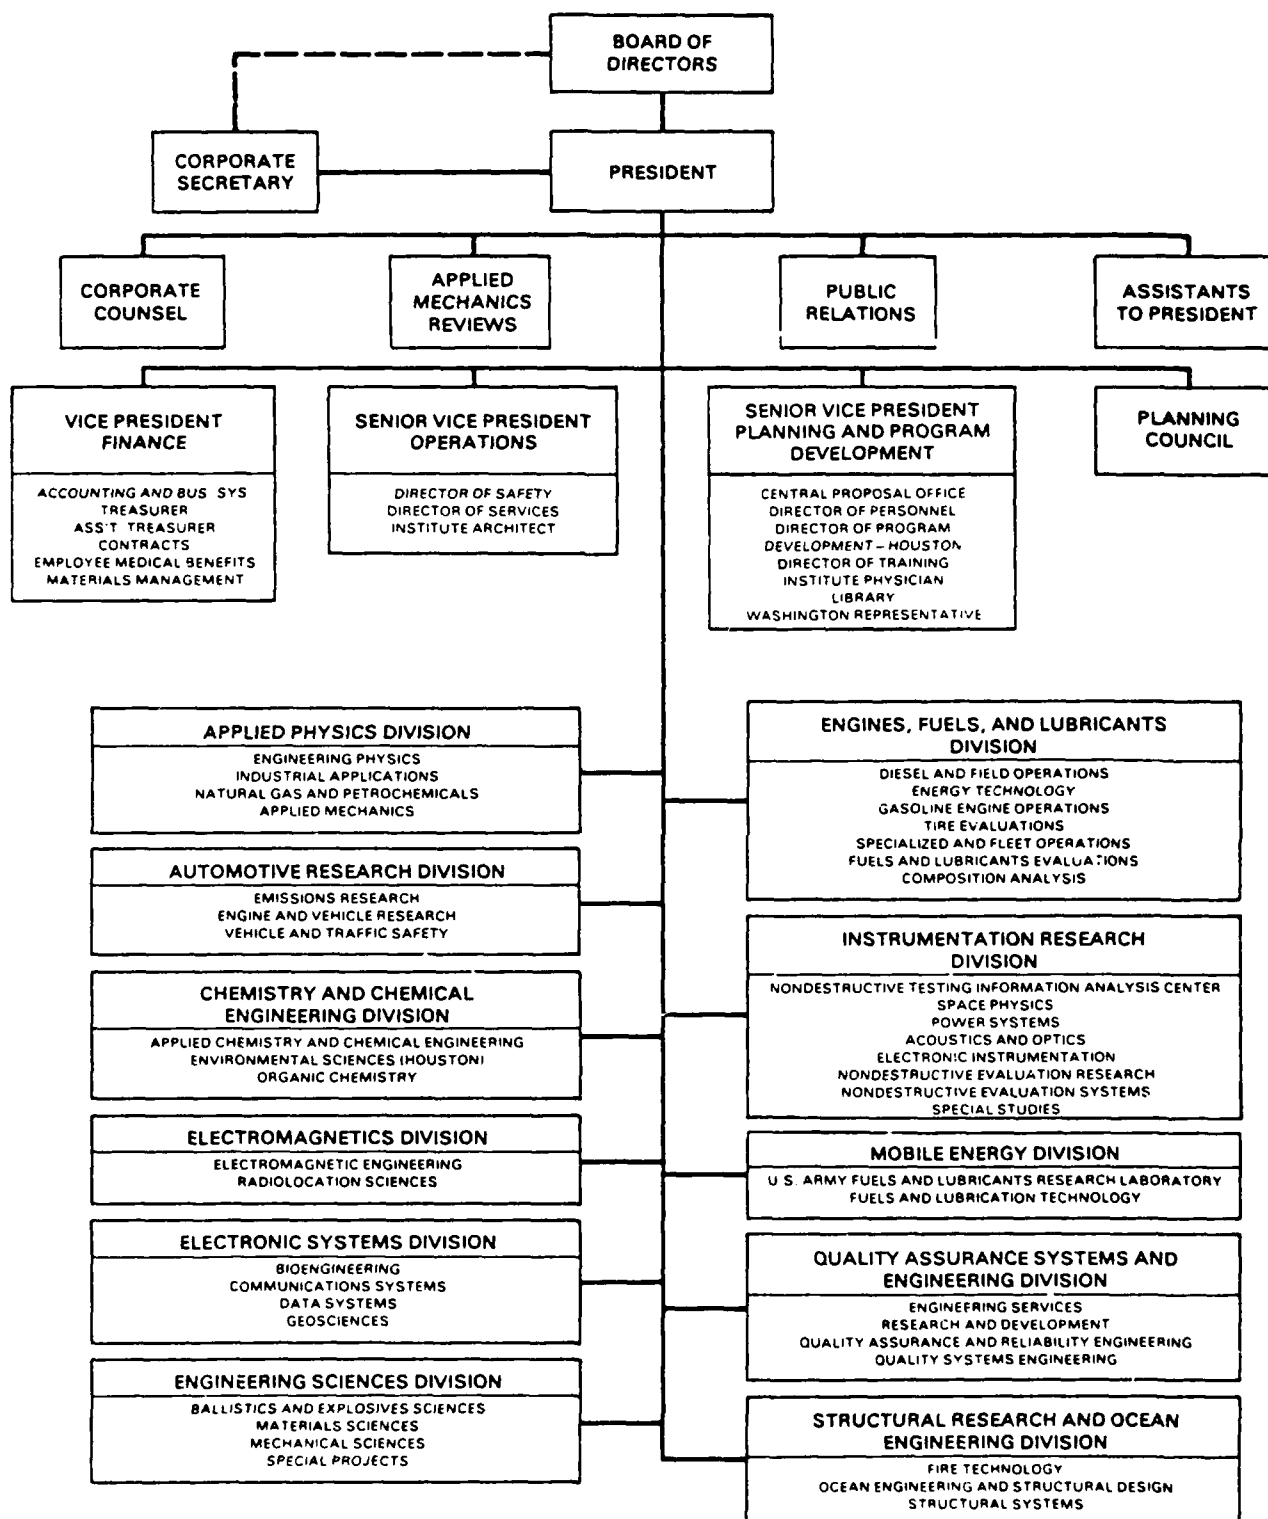 BOARD OF
DIRECTORS
CORPORATE
SECRETARY
PRESIDENT
CORPORATE
COUNSEL
APPLIED
MECHANICS
REVIEWS
PUBLIC
RELATIONS
ASSISTANTS
TO PRESIDENT
VICE PRESIDENT
FINANCE
ACCOUNTING AND BUS SYS
TREASURER
ASS'T TREASURER
CONTRACTS
EMPLOYEE MEDICAL BENEFITS
MATERIALS MANAGEMENT
SENIOR VICE PRESIDENT
OPERATIONS
DIRECTOR OF SAFETY
DIRECTOR OF SERVICES
INSTITUTE ARCHITECT
SENIOR VICE PRESIDENT
PLANNING AND PROGRAM
DEVELOPMENT
CENTRAL PROPOSAL OFFICE
DIRECTOR OF PERSONNEL
DIRECTOR OF PROGRAM
DEVELOPMENT – HOUSTON
DIRECTOR OF TRAINING
INSTITUTE PHYSICIAN
LIBRARY
WASHINGTON REPRESENTATIVE
PLANNING
COUNCIL
APPLIED PHYSICS DIVISION
ENGINEERING PHYSICS
INDUSTRIAL APPLICATIONS
NATURAL GAS AND PETROCHEMICALS
APPLIED MECHANICS
AUTOMOTIVE RESEARCH DIVISION
EMISSIONS RESEARCH
ENGINE AND VEHICLE RESEARCH
VEHICLE AND TRAFFIC SAFETY
CHEMISTRY AND CHEMICAL
ENGINEERING DIVISION
APPLIED CHEMISTRY AND CHEMICAL ENGINEERING
ENVIRONMENTAL SCIENCES (HOUSTON)
ORGANIC CHEMISTRY
ELECTROMAGNETICS DIVISION
ELECTROMAGNETIC ENGINEERING
RADIOLOCATION SCIENCES
ELECTRONIC SYSTEMS DIVISION
BIOENGINEERING
COMMUNICATIONS SYSTEMS
DATA SYSTEMS
GEOSCIENCES
ENGINEERING SCIENCES DIVISION
BALLISTICS AND EXPLOSIVES SCIENCES
MATERIALS SCIENCES
MECHANICAL SCIENCES
SPECIAL PROJECTS
ENGINES, FUELS, AND LUBRICANTS
DIVISION
DIESEL AND FIELD OPERATIONS
ENERGY TECHNOLOGY
GASOLINE ENGINE OPERATIONS
TIRE EVALUATIONS
SPECIALIZED AND FLEET OPERATIONS
FUELS AND LUBRICANTS EVALUATIONS
COMPOSITION ANALYSIS
INSTRUMENTATION RESEARCH
DIVISION
NONDESTRUCTIVE TESTING INFORMATION ANALYSIS CENTER
SPACE PHYSICS
POWER SYSTEMS
ACOUSTICS AND OPTICS
ELECTRONIC INSTRUMENTATION
NONDESTRUCTIVE EVALUATION RESEARCH
NONDESTRUCTIVE EVALUATION SYSTEMS
SPECIAL STUDIES
MOBILE ENERGY DIVISION
U.S. ARMY FUELS AND LUBRICANTS RESEARCH LABORATORY
FUELS AND LUBRICATION TECHNOLOGY
QUALITY ASSURANCE SYSTEMS AND
ENGINEERING DIVISION
ENGINEERING SERVICES
RESEARCH AND DEVELOPMENT
QUALITY ASSURANCE AND RELIABILITY ENGINEERING
QUALITY SYSTEMS ENGINEERING
STRUCTURAL RESEARCH AND OCEAN
ENGINEERING DIVISION
FIRE TECHNOLOGY
OCEAN ENGINEERING AND STRUCTURAL DESIGN
STRUCTURAL SYSTEMS